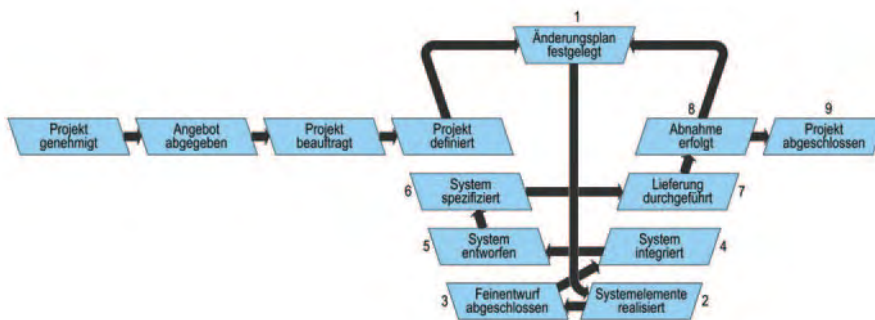 1
Änderungsplan
festgelegt
Projekt
genehmigt
Angebot
abgegeben
Projekt
beauftragt
Projekt
definiert
8
Abnahme
erfolgt
9
Projekt
abgeschlossen
6
System
spezifiziert
Lieferung
durchgeführt
7
5
System
entworfen
System
integriert
4
3
Feinentwurf
abgeschlossen
Systemelemente
realisiert
2